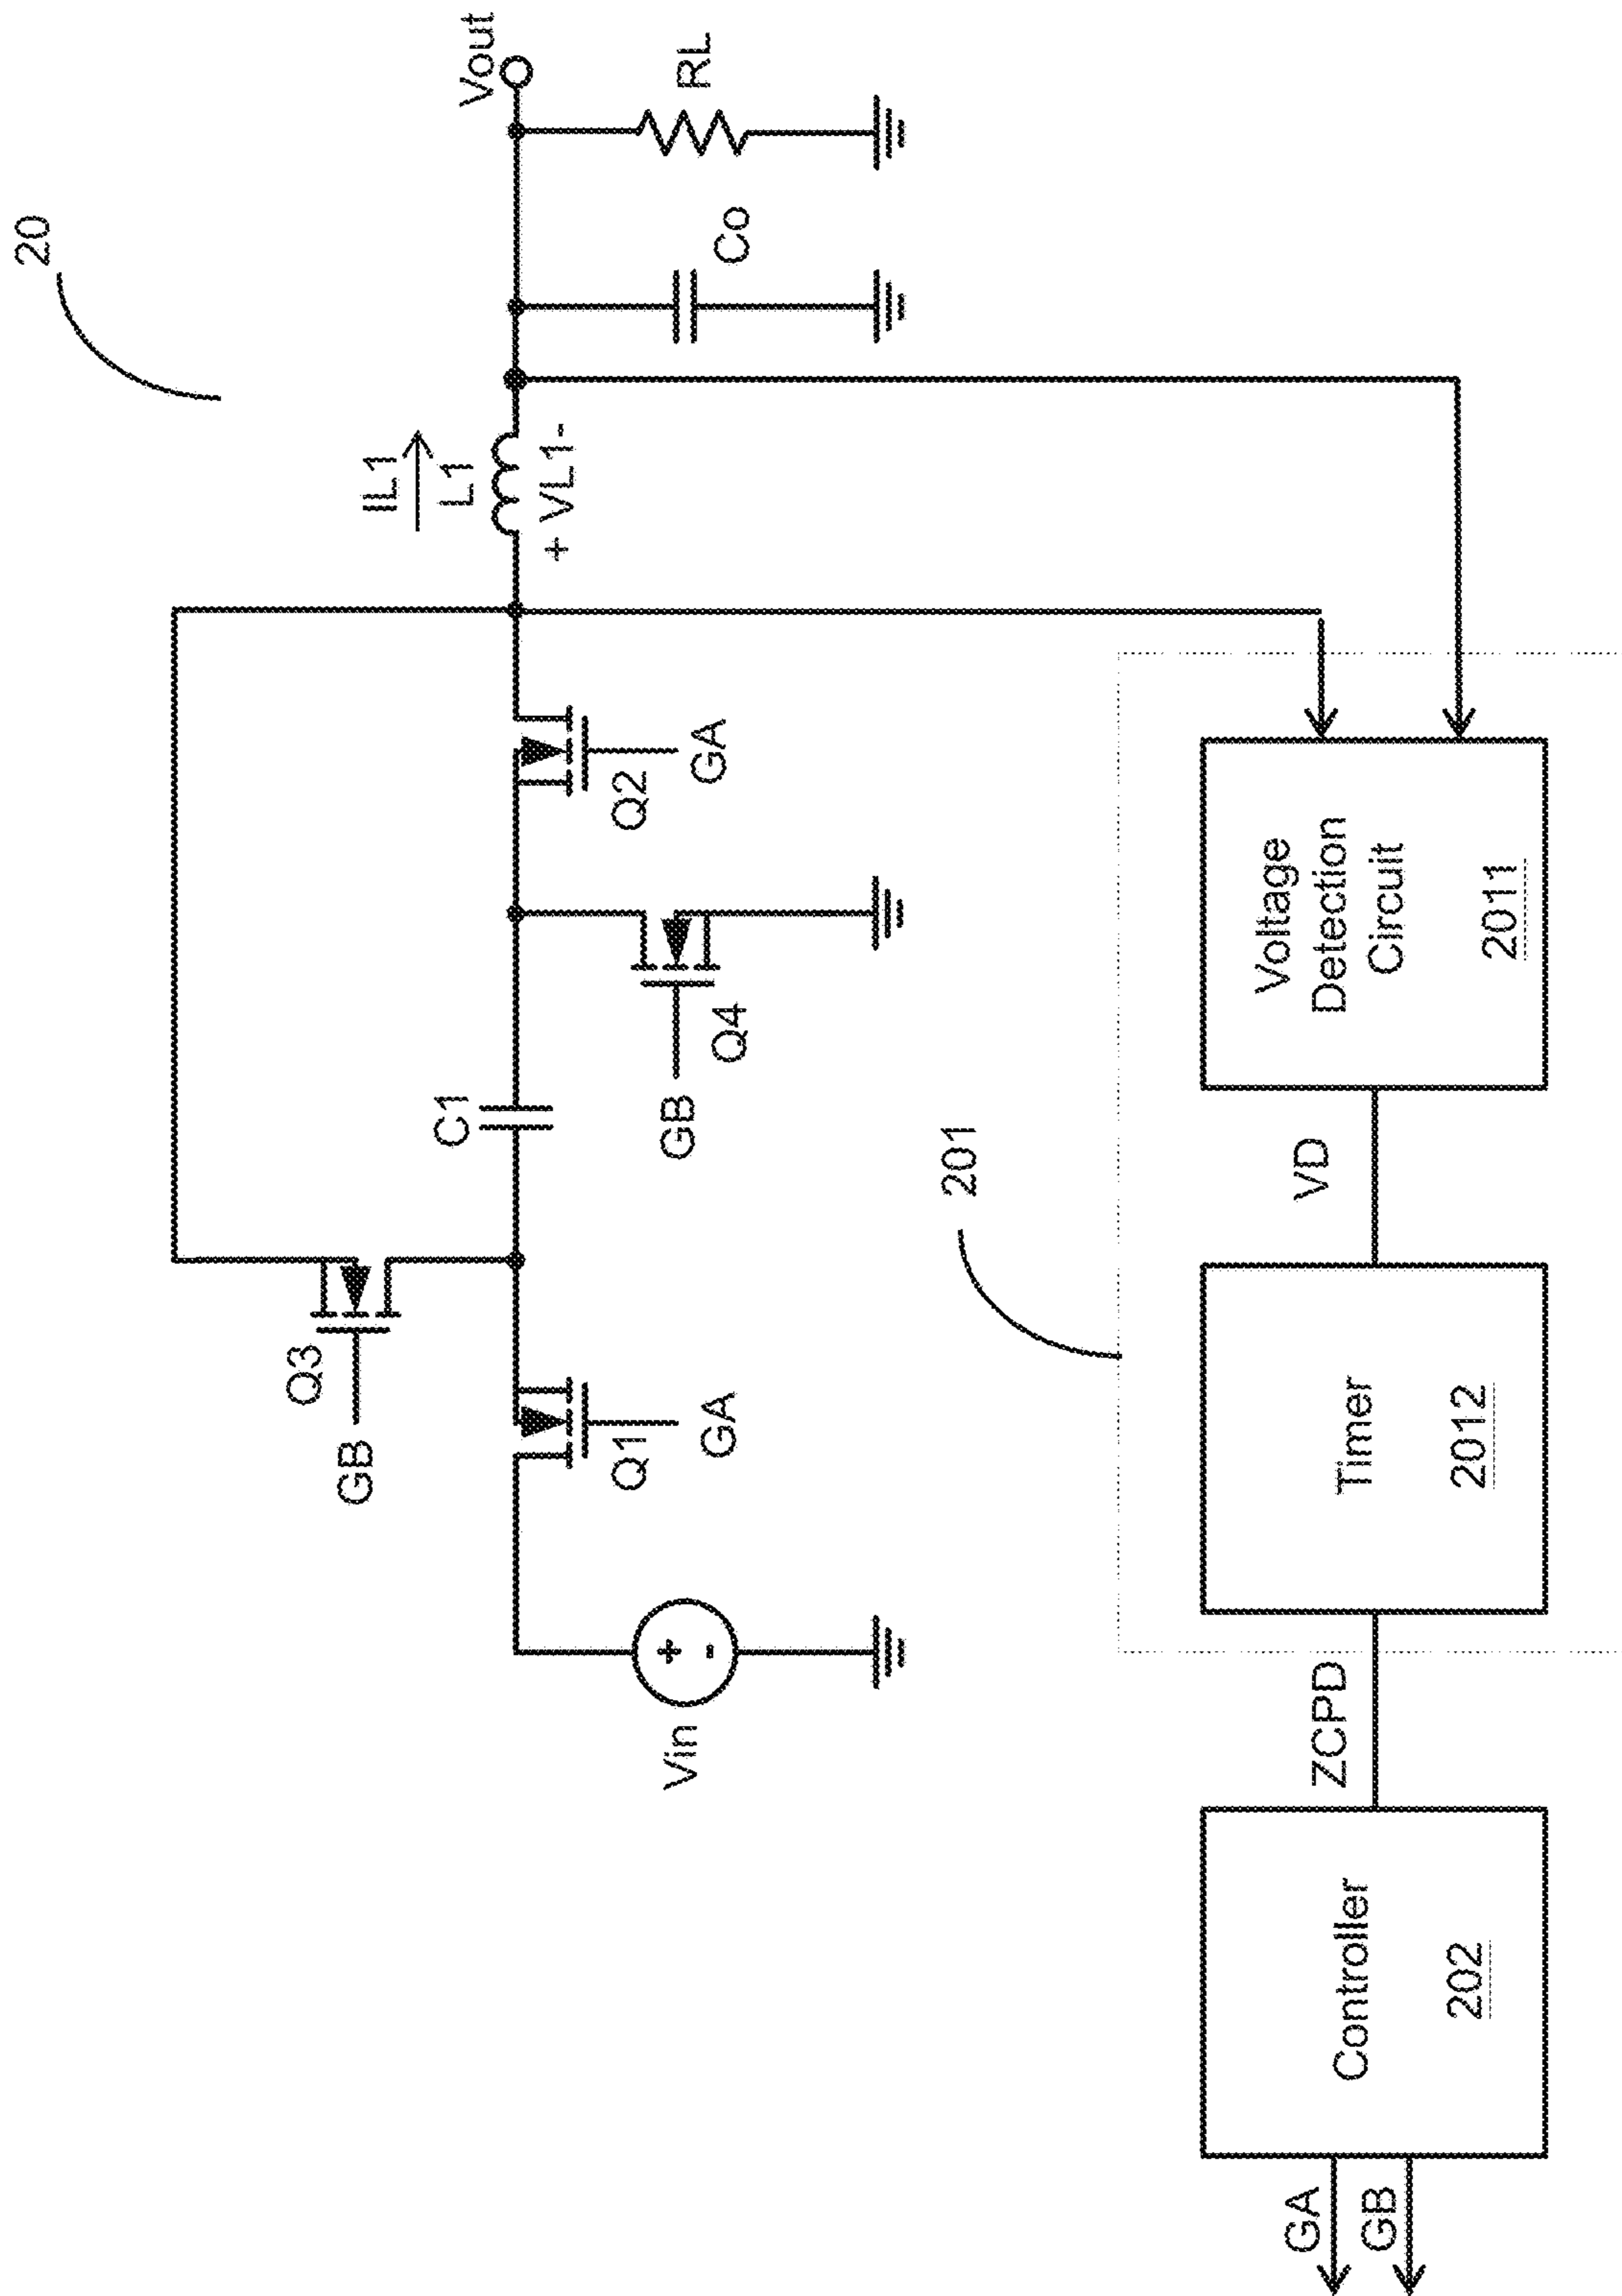 20
IL1
L1
+ VL1-
Vout
Q3
GB
C1
Q1
GA
Q2
GA
GB
Q4
Co
RL
Vin
+
-
201
Controller
202
ZCPD
Timer
2012
VD
Voltage
Detection
Circuit
2011
GA
GB